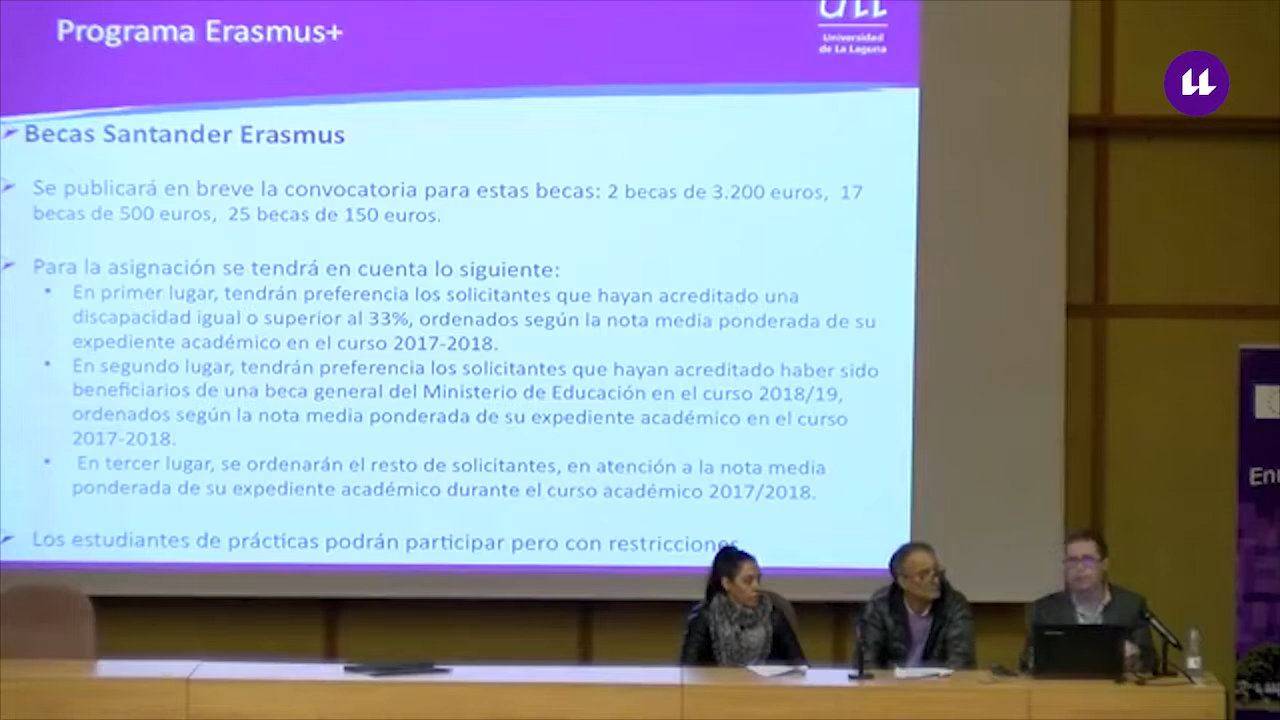 Programa Erasmus+
ull
Universidad
de La Laguna
Becas Santander Erasmus
Se publicará en breve la convocatoria para estas becas: 2 becas de 3.200 euros, 17
becas de 500 euros, 25 becas de 150 euros.
Para la asignación se tendrá en cuenta lo siguiente:
En primer lugar, tendrán preferencia los solicitantes que hayan acreditado una
discapacidad igual o superior al 33%, ordenados según la nota media ponderada de su
expediente académico en el curso 2017-2018.
En segundo lugar, tendrán preferencia los solicitantes que hayan acreditado haber sido
beneficiarios de una beca general del Ministerio de Educación en el curso 2018/19,
ordenados según la nota media ponderada de su expediente académico en el curso
2017-2018.
En tercer lugar, se ordenarán el resto de solicitantes, en atención a la nota media
ponderada de su expediente académico durante el curso académico 2017/2018.
Los estudiantes de prácticas podrán participar pero con restricciones